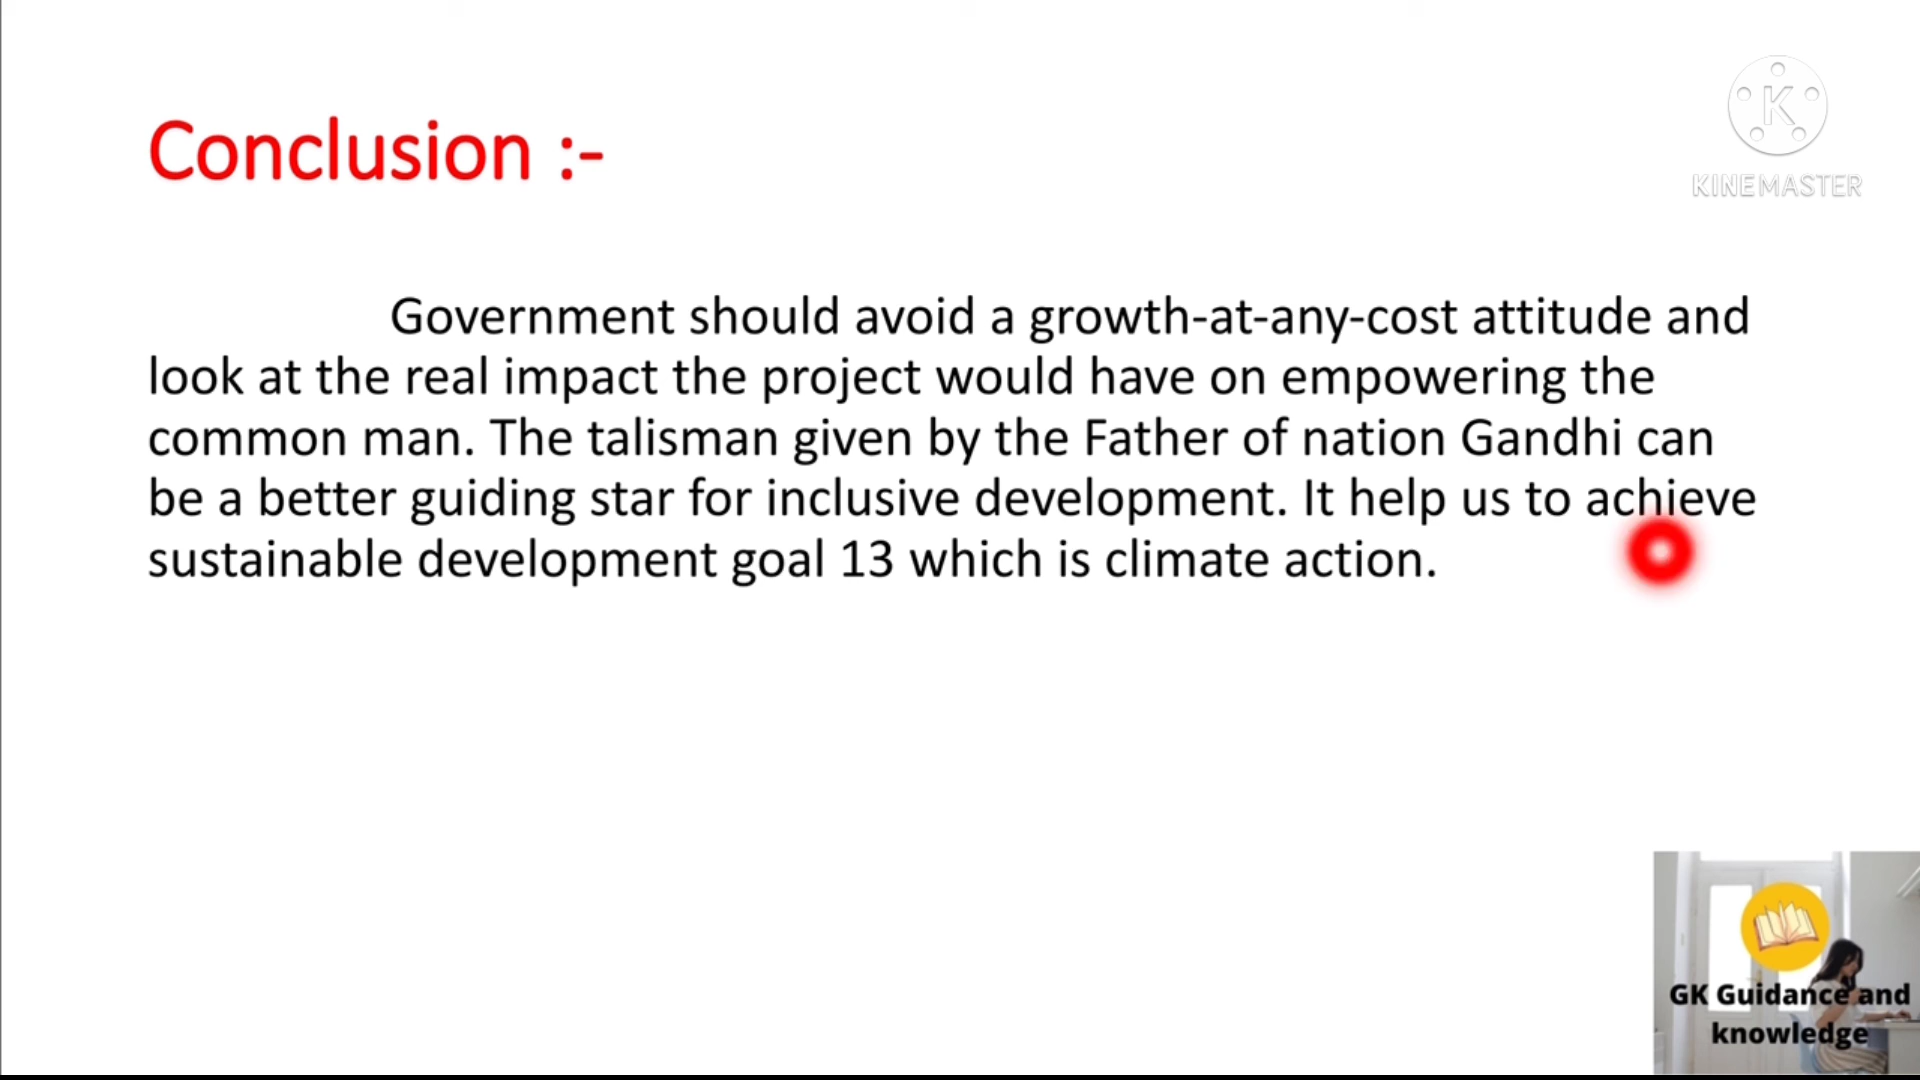 Conclusion :-
K
KINEMASTER
Government should avoid a growth-at-any-cost attitude and
look at the real impact the project would have on empowering the
common man. The talisman given by the Father of nation Gandhi can
be a better guiding star for inclusive development. It help us to achieve
sustainable development goal 13 which is climate action.
GK Guidance and
knowledge